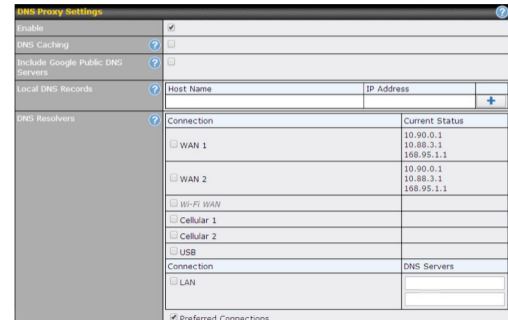 DNS Proxy Settings
Enable
DNS Caching
Include Google Public DNS
Servers
Local DNS Records
Host Name IP Address
DNS Resolvers
Connection Current Status
WAN 1
10.90.0.1
10.88.3.1
168.95.1.1
WAN 2
10.90.0.1
10.88.3.1
168.95.1.1
Wi-Fi WAN
Cellular 1
Cellular 2
USB
Connection DNS Servers
LAN
Preferred Connections